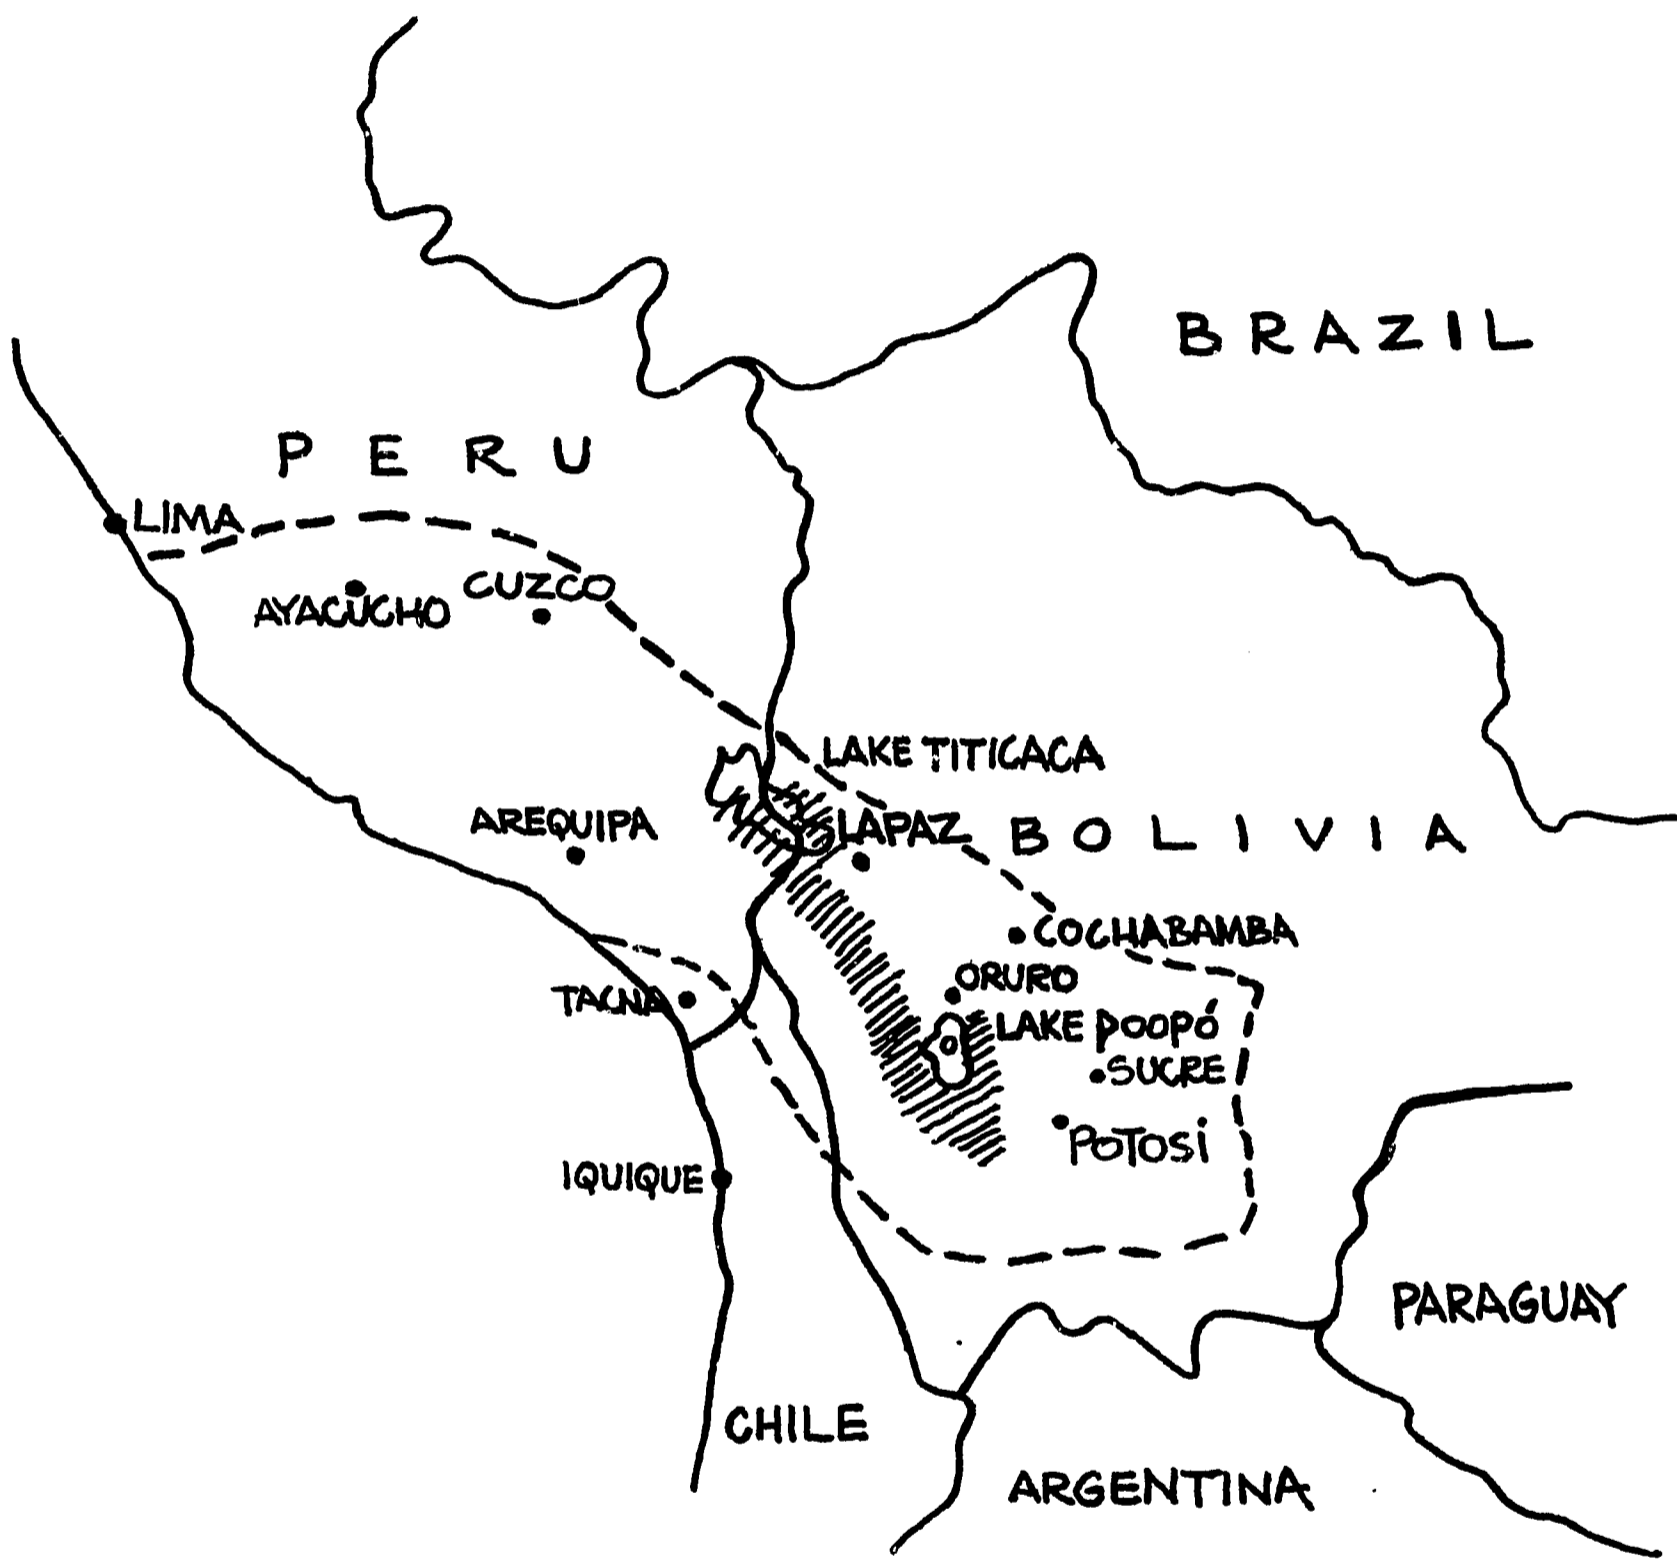 BRAZIL
PERU
LIMA
CUZCO
AYACUCHO
LAKE TITICACA
AREQUIPA
LAPAZ
BOLIVIA
COCHABAMBA
ORURO
TACNA
LAKE POOPÓ
SUCRE
POTOSÍ
IQUIQUE
PARAGUAY
CHILE
ARGENTINA